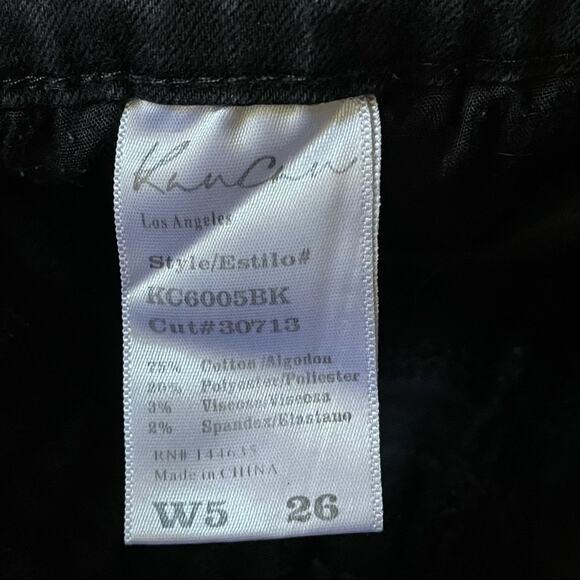 KanCan
Los Angeles
Style/Estilo#
KC6005BK
Cut#30713
75% Cotton/Algodon
20% Polyester/Poliester
3% Viscose/Viscosa
2% Spandex/Elastano
RN# 144635
Made in CHINA
W5 26